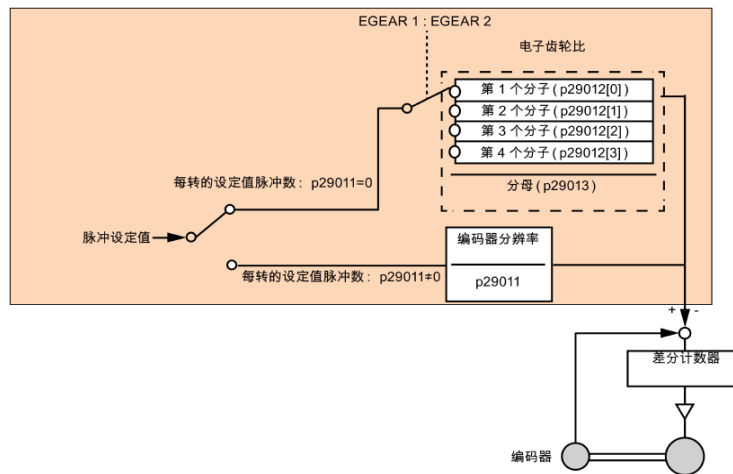 EGEAR 1 : EGEAR 2
电子齿轮比
第 1 个分子 ( p29012[0] )
第 2 个分子 ( p29012[1] )
第 3 个分子 ( p29012[2] )
第 4 个分子 ( p29012[3] )
分母 ( p29013 )
每转的设定值脉冲数：p29011=0
脉冲设定值
编码器分辨率
p29011
每转的设定值脉冲数：p29011≠0
+ -
差分计数器
编码器